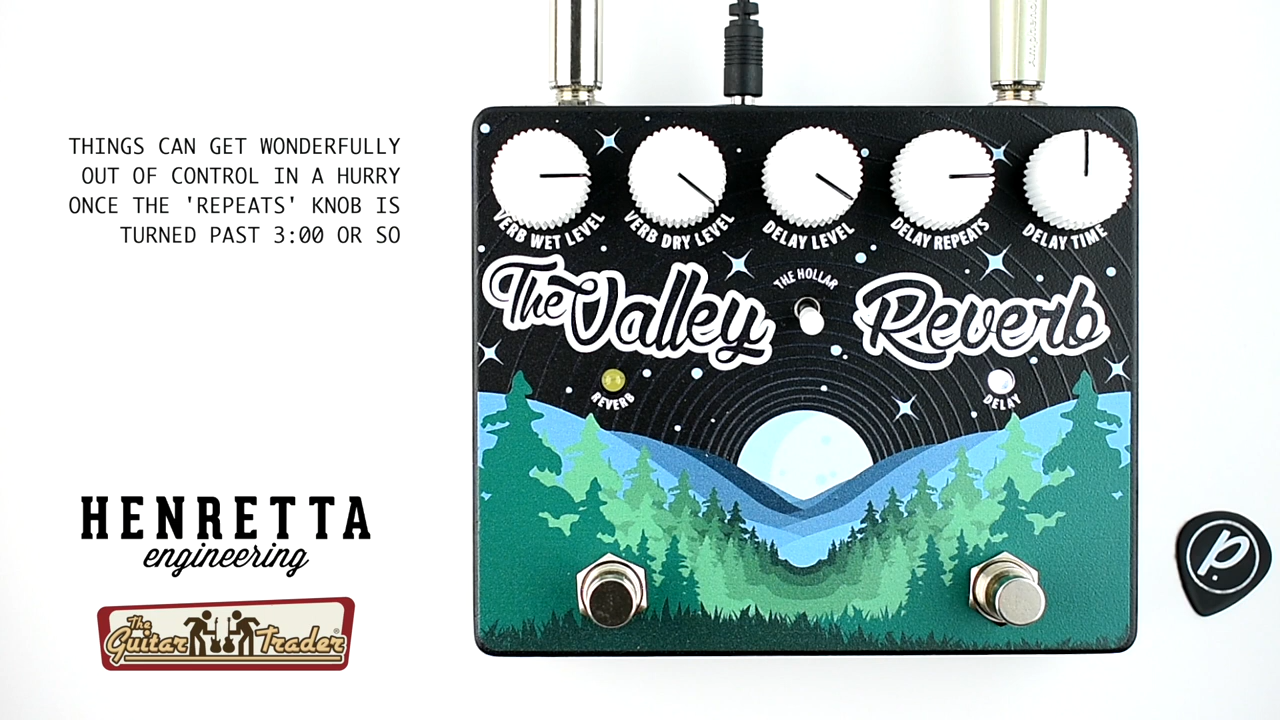 THINGS CAN GET WONDERFULLY
OUT OF CONTROL IN A HURRY
ONCE THE 'REPEATS' KNOB IS
TURNED PAST 3:00 OR SO
VERB WET LEVEL
VERB DRY LEVEL
DELAY LEVEL
DELAY REPEATS
DELAY TIME
THE HOLLAR
The Valley Reverb
REVERB
DELAY
HENRETTA
engineering
The
Guitar Trader
p.